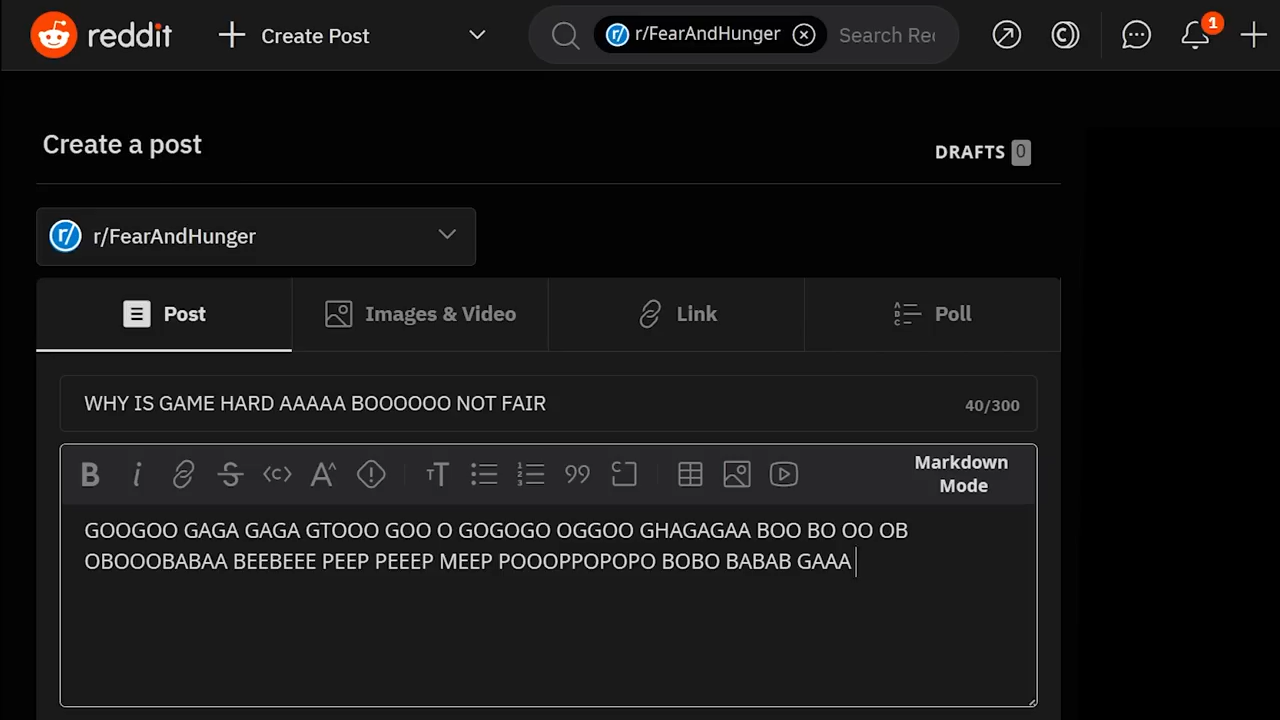 reddit
Create Post
r/FearAndHunger
Search Re
1
Create a post
DRAFTS 0
r/ r/FearAndHunger
Post
Images & Video
Link
Poll
WHY IS GAME HARD AAAAA BOOOOOO NOT FAIR
40/300
Markdown
Mode
GOOGOO GAGA GAGA GTOOO GOO O GOGOGO OGGOO GHAGAGAA BOO BO OO OB
OBOOOBABAA BEEBEEE PEEP PEEEP MEEP POOOPPOPOPO BOBO BABAB GAAA